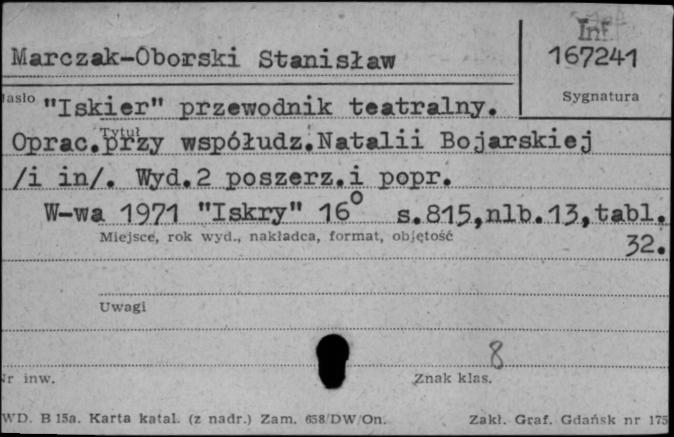 Inf
Marczak-Oborski Stanisław 167241
Sygnatura
asło "Iskier" przewodnik teatralny.
Tytuł
Oprac.przy współudz.Natalii Bojarskiej
/i in/. Wyd.2 poszerz.i popr.
W-wa 1971 "Iskry" 16° s.815,nlb.13,tabl.
Miejsce, rok wyd., nakładca, format, objętość
32.
Uwagi
8
Nr inw. Znak klas.
WD. B 15a. Karta katal. (z nadr.) Zam. 658/DW/On. Zakł. Graf. Gdańsk nr 175